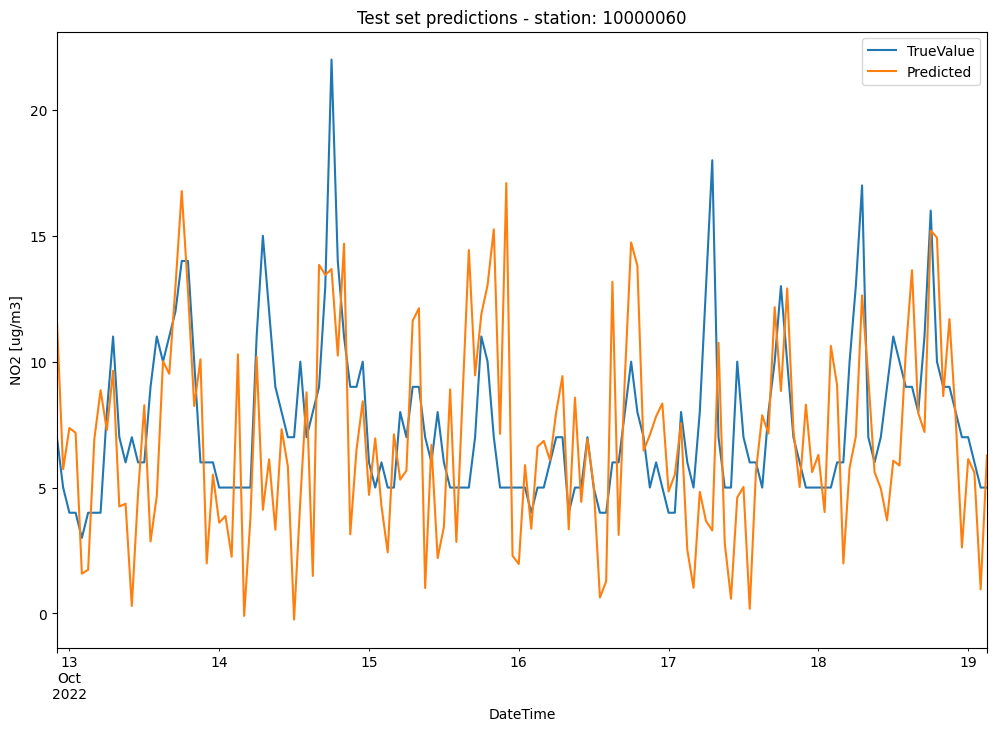 Test set predictions - station: 10000060
TrueValue
Predicted
NO2 [ug/m3]
20
15
10
5
0
13
14
15
16
17
18
19
Oct
2022
DateTime